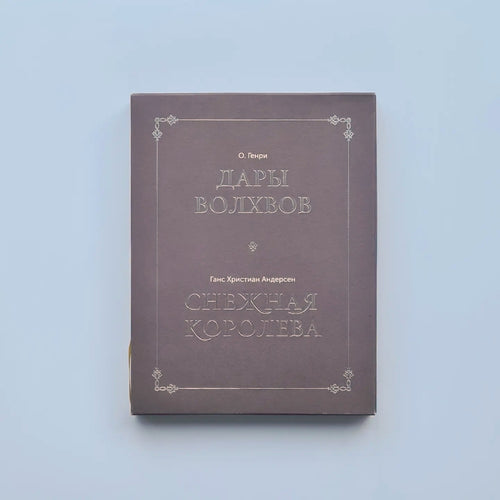 О. Генри
ДАРЫ
ВОЛХВОВ
Ганс Христиан Андерсен
СНЕЖНАЯ
КОРОЛЕВА